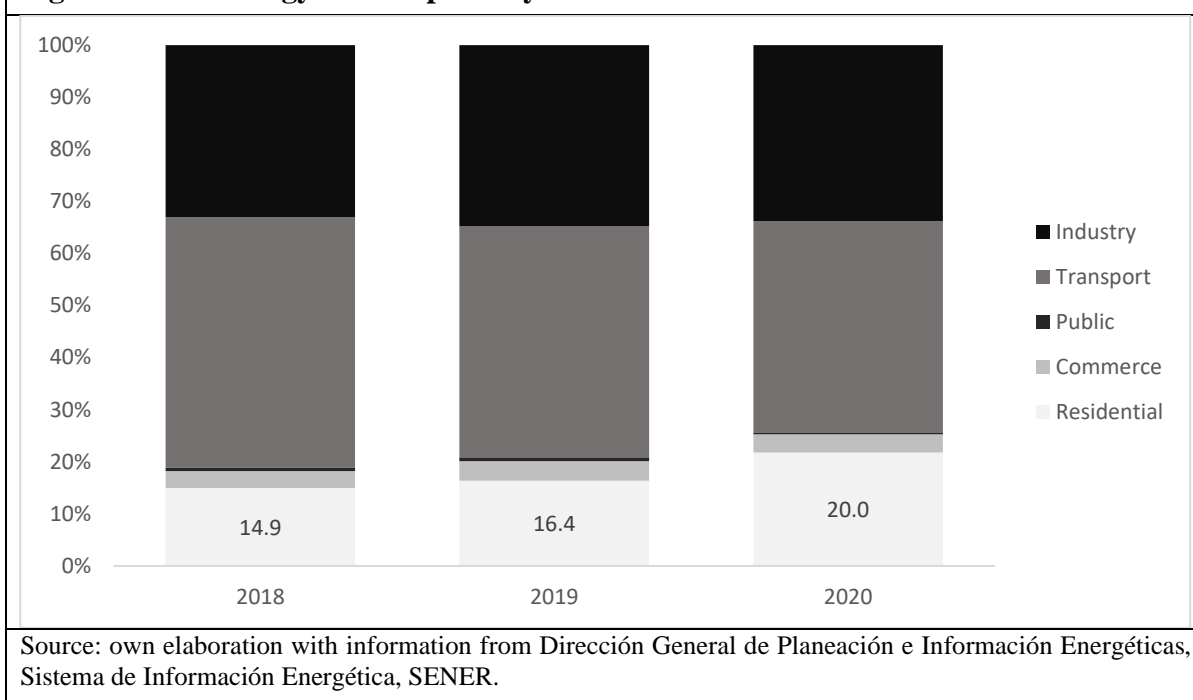 100%
90%
80%
70%
60%
50%
40%
30%
20%
10%
0%
14.9
16.4
20.0
2018
2019
2020
Industry
Transport
Public
Commerce
Residential
Source: own elaboration with information from Dirección General de Planeación e Información Energéticas,
Sistema de Información Energética, SENER.